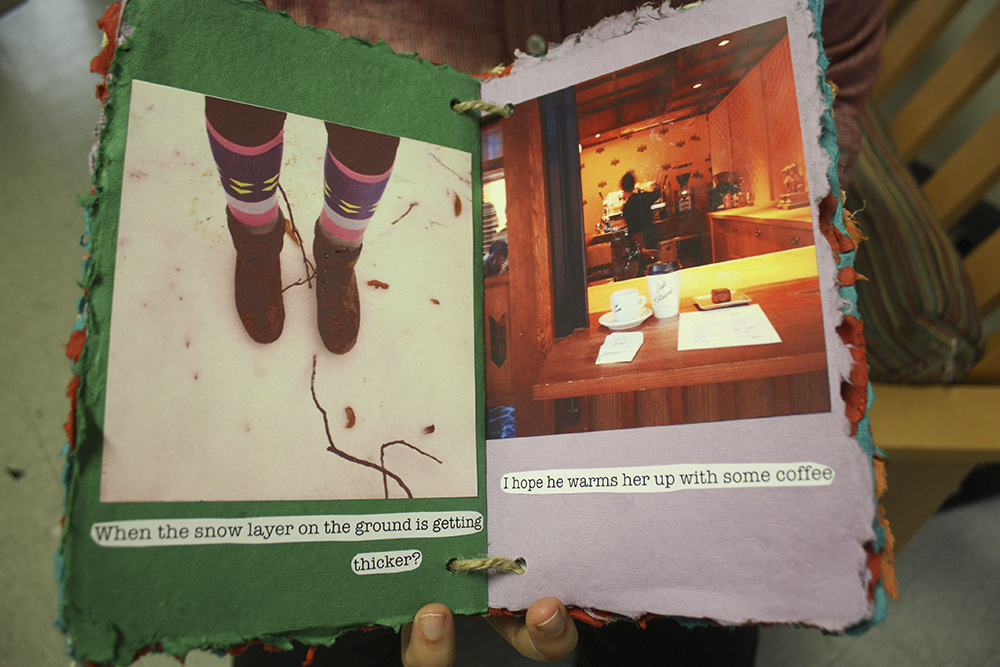 When the snow layer on the ground is getting
thicker?
I hope he warms her up with some coffee